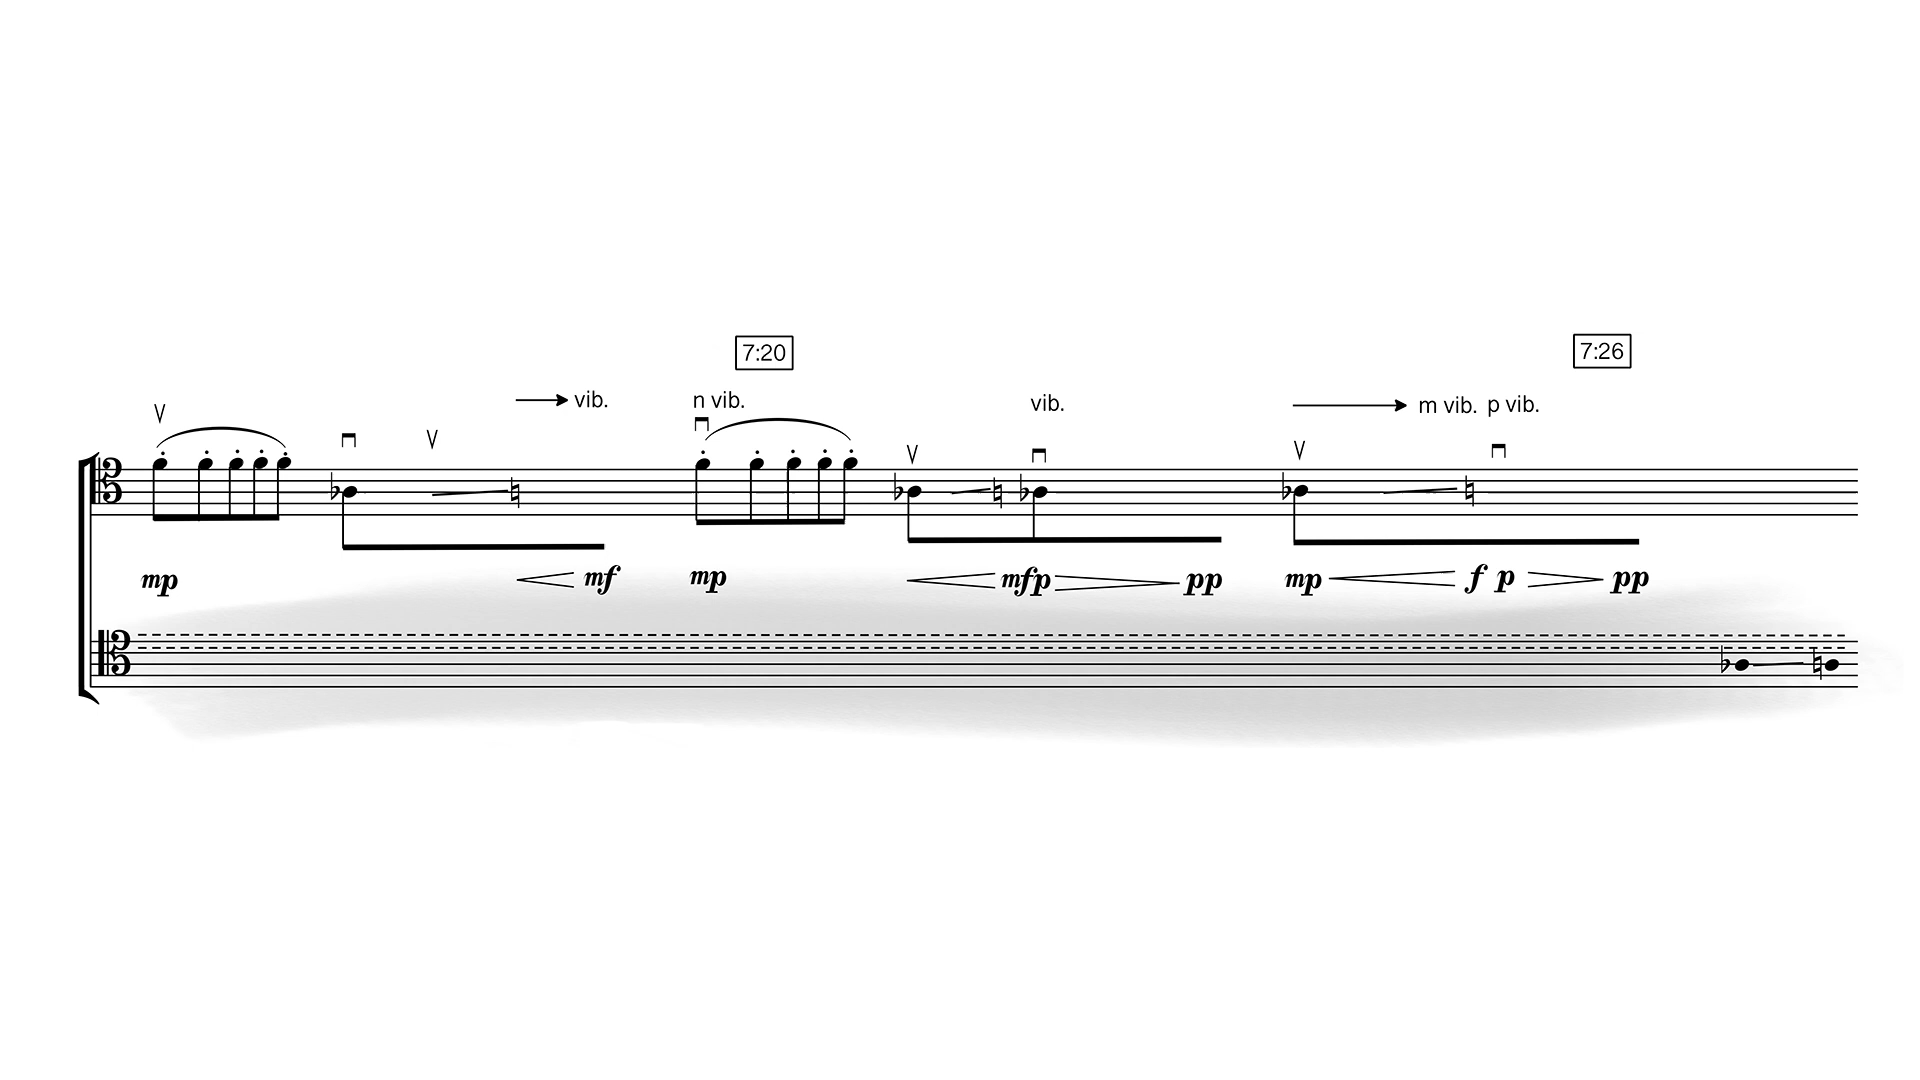 7:20 7:26
vib. n vib. vib. m vib. p vib.
mp mf mp mfp pp mp f p pp